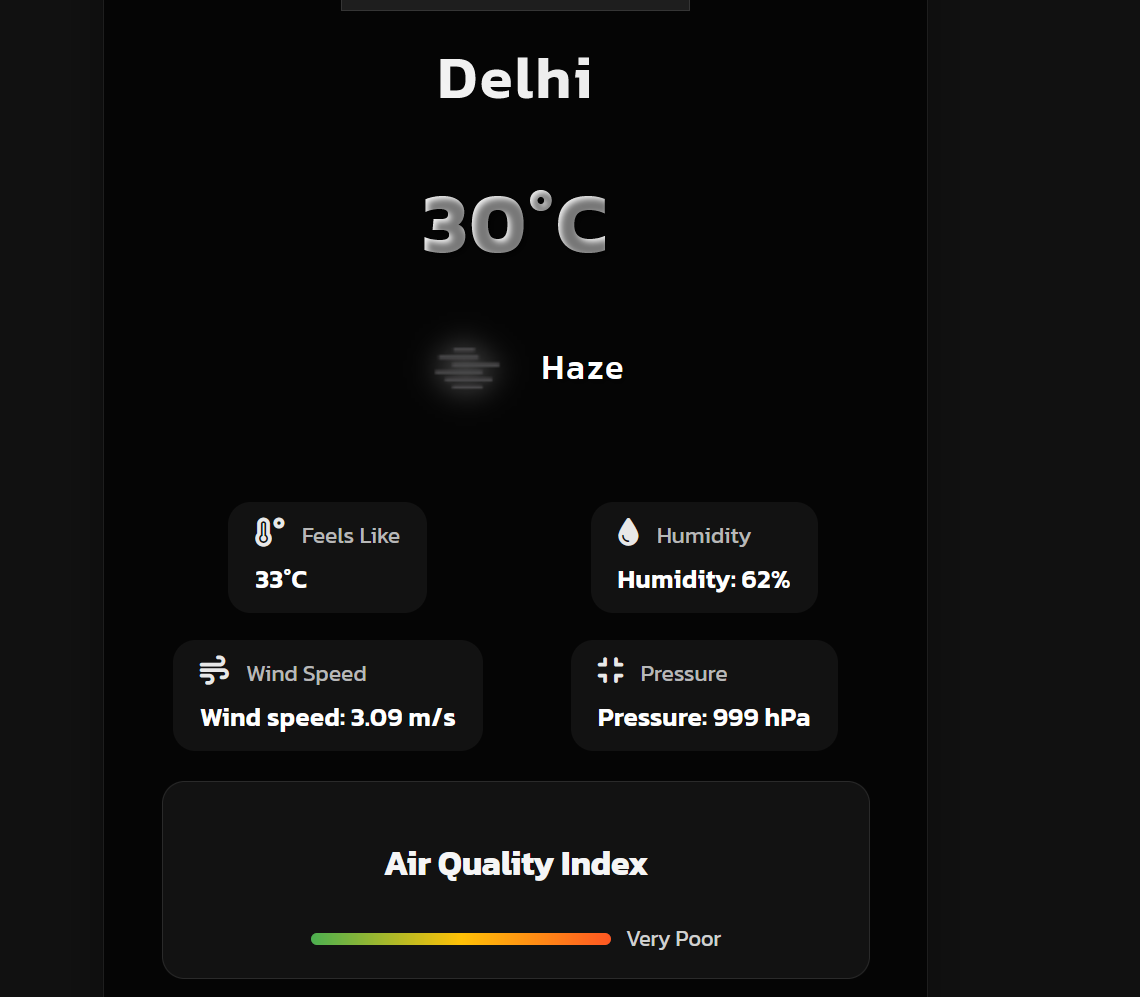 Delhi
30°C
Haze
Feels Like
33°C
Humidity
Humidity: 62%
Wind Speed
Wind speed: 3.09 m/s
Pressure
Pressure: 999 hPa
Air Quality Index
Very Poor